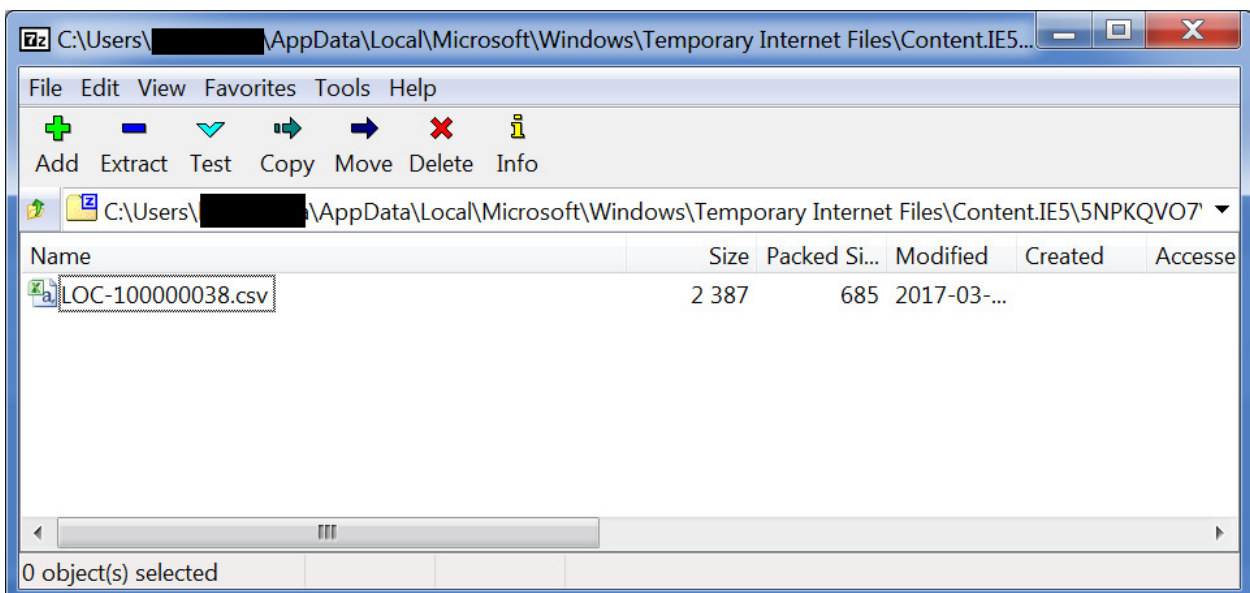 7z C:\Users\ \AppData\Local\Microsoft\Windows\Temporary Internet Files\Content.IE5...
File Edit View Favorites Tools Help
Add Extract Test Copy Move Delete Info
C:\Users\ \AppData\Local\Microsoft\Windows\Temporary Internet Files\Content.IE5\5NPKQVO7\
Name Size Packed Si... Modified Created Accesse
LOC-100000038.csv 2 387 685 2017-03-...
0 object(s) selected